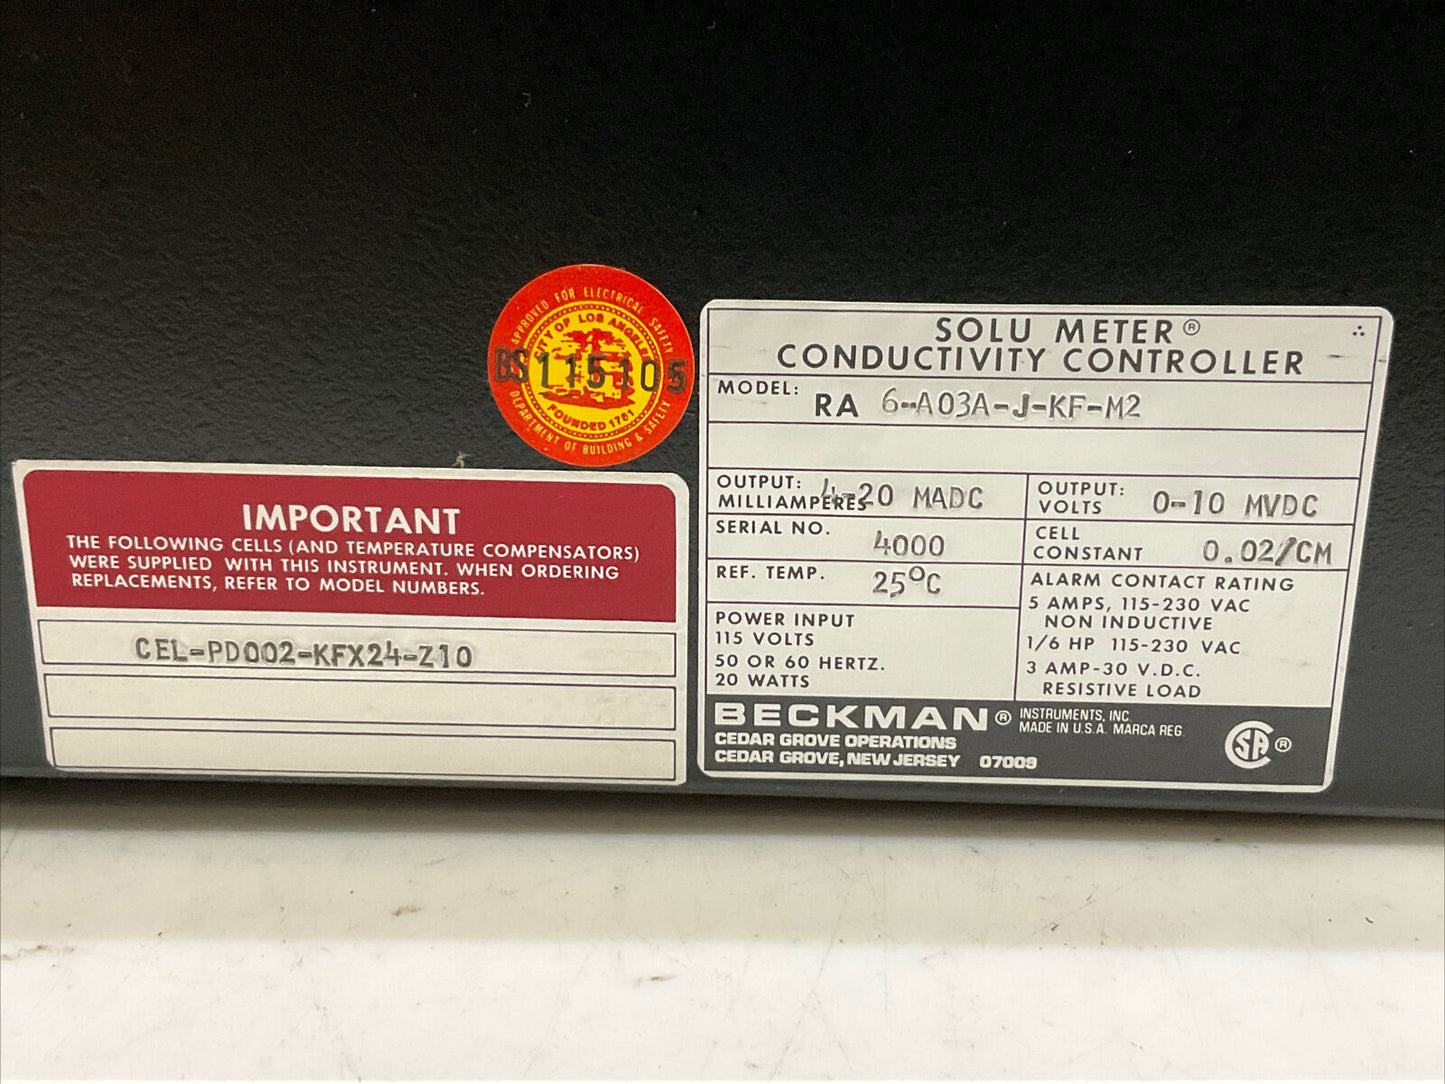 APPROVED FOR ELECTRICAL SAFETY
CITY OF LOS ANGELES
BS115105
FOUNDED 1781
DEPARTMENT OF BUILDING & SAFETY
IMPORTANT
THE FOLLOWING CELLS (AND TEMPERATURE COMPENSATORS)
WERE SUPPLIED WITH THIS INSTRUMENT. WHEN ORDERING
REPLACEMENTS, REFER TO MODEL NUMBERS.
CEL-PD002-KFX24-Z10
SOLU METER®
CONDUCTIVITY CONTROLLER
MODEL: RA 6-A03A-J-KF-M2
OUTPUT:
MILLIAMPERES 4-20 MADC
OUTPUT:
VOLTS 0-10 MVDC
SERIAL NO. 4000
CELL
CONSTANT 0.02/CM
REF. TEMP. 25°C
POWER INPUT
115 VOLTS
50 OR 60 HERTZ.
20 WATTS
ALARM CONTACT RATING
5 AMPS, 115-230 VAC
NON INDUCTIVE
1/6 HP 115-230 VAC
3 AMP-30 V.D.C.
RESISTIVE LOAD
BECKMAN® INSTRUMENTS, INC.
MADE IN U.S.A. MARCA REG.
CEDAR GROVE OPERATIONS
CEDAR GROVE, NEW JERSEY 07009
SA®